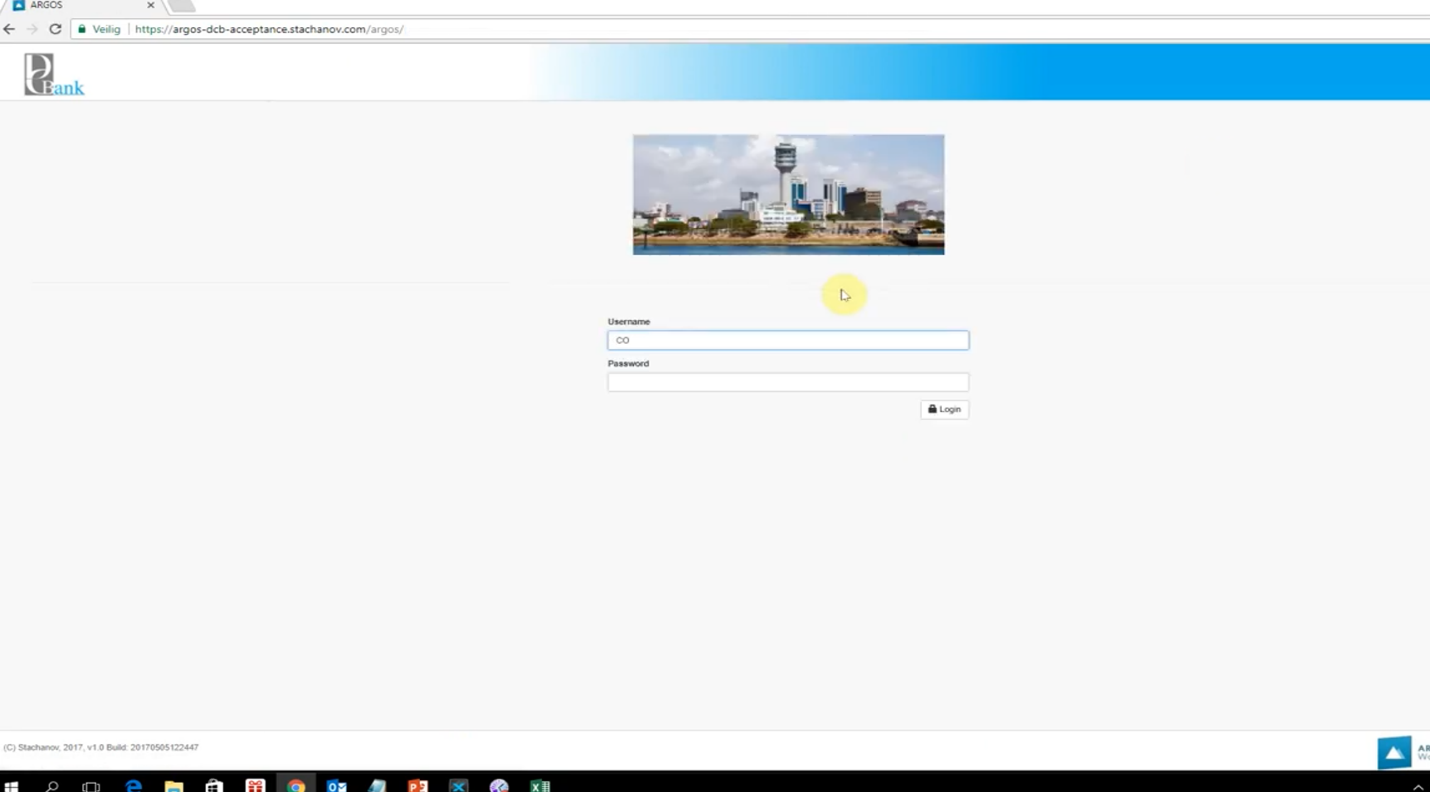 ARGOS
Veilig https://argos-dcb-acceptance.stachanov.com/argos/
Bank
Username
CO
Password
Login
(C) Stachanov, 2017, v1.0 Build: 20170505122447